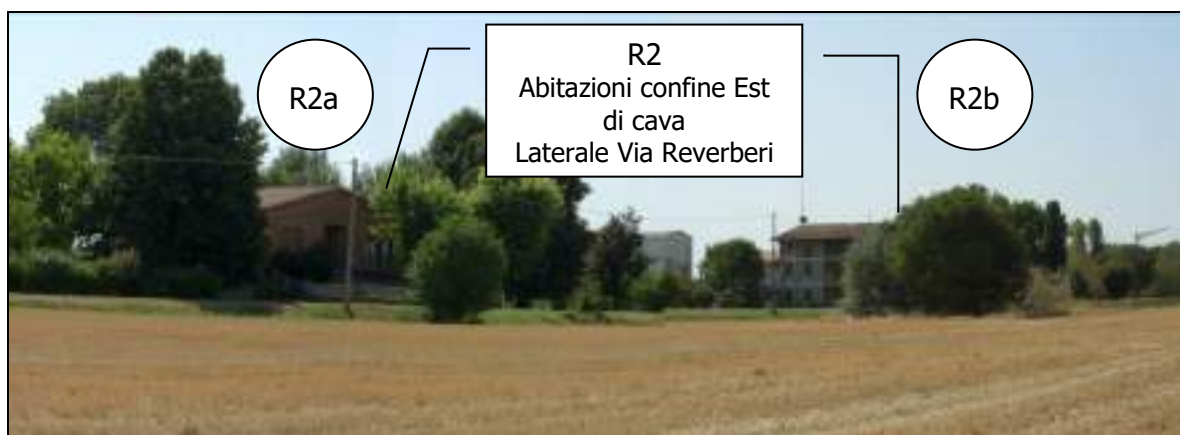 R2a
R2
Abitazioni confine Est
di cava
Laterale Via Reverberi
R2b